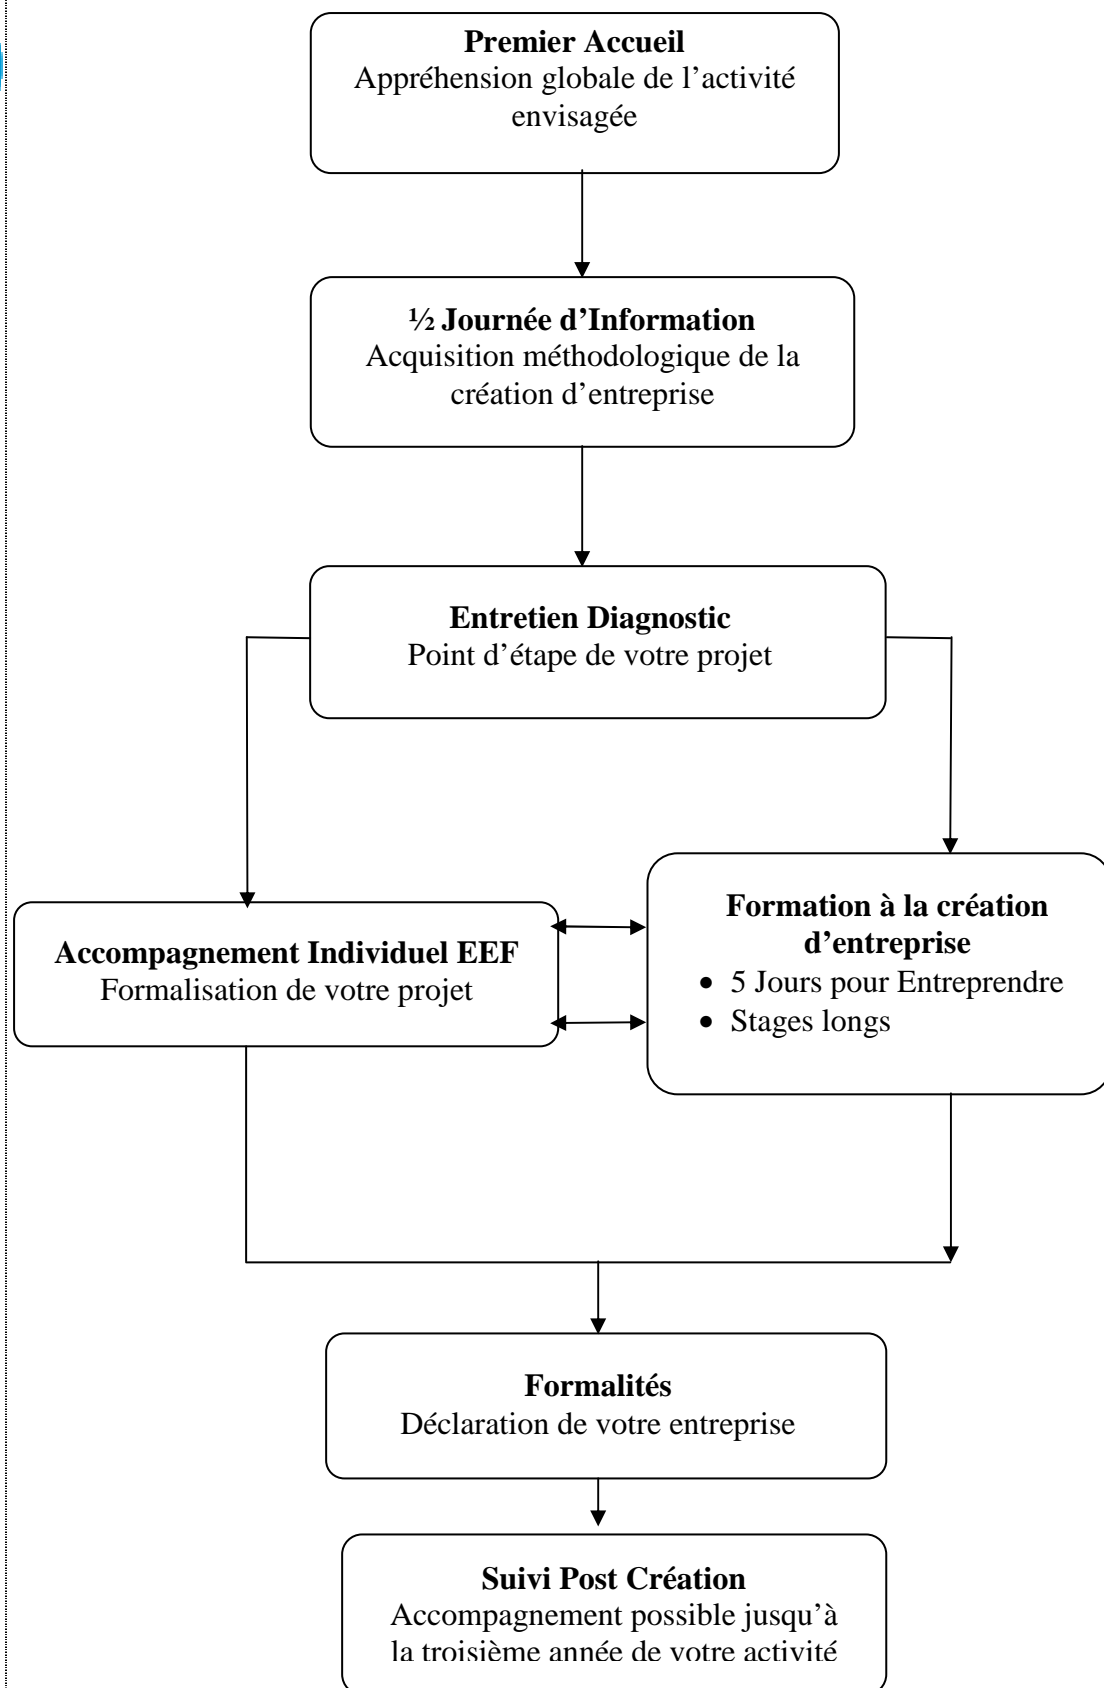 Premier Accueil
Appréhension globale de l’activité
envisagée
½ Journée d’Information
Acquisition méthodologique de la
création d’entreprise
Entretien Diagnostic
Point d’étape de votre projet
Accompagnement Individuel EEF
Formalisation de votre projet
Formation à la création
d’entreprise
• 5 Jours pour Entreprendre
• Stages longs
Formalités
Déclaration de votre entreprise
Suivi Post Création
Accompagnement possible jusqu’à
la troisième année de votre activité